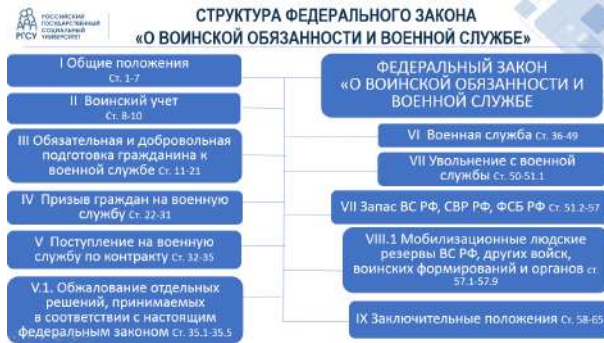 РОССИЙСКИЙ
ГОСУДАРСТВЕННЫЙ
СОЦИАЛЬНЫЙ
УНИВЕРСИТЕТ
РГСУ
СТРУКТУРА ФЕДЕРАЛЬНОГО ЗАКОНА
«О ВОИНСКОЙ ОБЯЗАННОСТИ И ВОЕННОЙ СЛУЖБЕ»
I Общие положения
Ст. 1-7
II Воинский учет
Ст. 8-10
III Обязательная и добровольная
подготовка гражданина к
военной службе Ст. 11-21
IV Призыв граждан на военную
службу Ст. 22-31
V Поступление на военную
службу по контракту Ст. 32-35
V.1. Обжалование отдельных
решений, принимаемых
в соответствии с настоящим
федеральным законом Ст. 35.1-35.5
ФЕДЕРАЛЬНЫЙ ЗАКОН
«О ВОИНСКОЙ ОБЯЗАННОСТИ И
ВОЕННОЙ СЛУЖБЕ
VI Военная служба Ст. 36-49
VII Увольнение с военной
службы Ст. 50-51.1
VII Запас ВС РФ, СВР РФ, ФСБ РФ Ст. 51.2-57
VIII.1 Мобилизационные людские
резервы ВС РФ, других войск,
воинских формирований и органов ст.
57.1-57.9
IX Заключительные положения Ст. 58-65